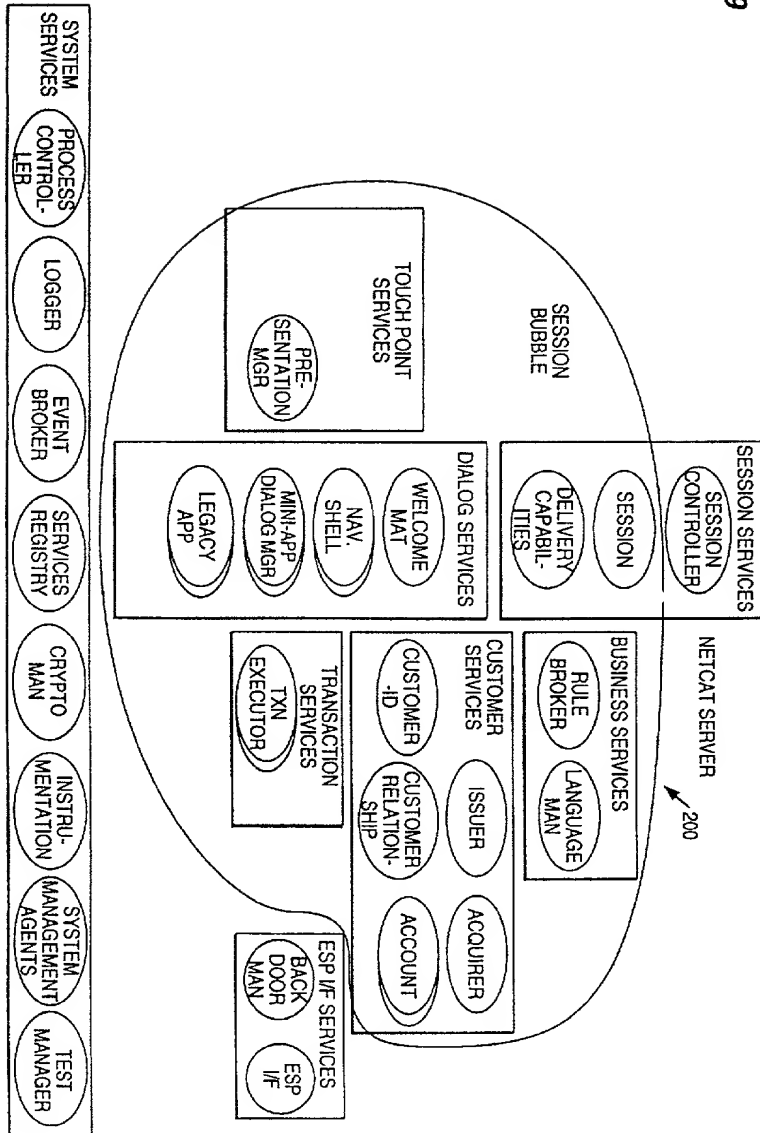 9
NETCAT SERVER
200
SESSION SERVICES
SESSION
CONTROLLER
SESSION
DELIVERY
CAPABIL-
ITIES
BUSINESS SERVICES
RULE
BROKER
LANGUAGE
MAN
SESSION
BUBBLE
TOUCH POINT
SERVICES
PRE-
SENTATION
MGR
DIALOG SERVICES
WELCOME
MAT
NAV.
SHELL
MINI-APP
DIALOG MGR
LEGACY
APP
CUSTOMER
SERVICES
ISSUER
ACQUIRER
CUSTOMER
-ID
CUSTOMER
RELATION-
SHIP
ACCOUNT
TRANSACTION
SERVICES
TXN
EXECUTOR
ESP I/F SERVICES
BACK
DOOR
MAN
ESP
I/F
SYSTEM
SERVICES
PROCESS
CONTROL-
LER
LOGGER
EVENT
BROKER
SERVICES
REGISTRY
CRYPTO
MAN
INSTRU-
MENTATION
SYSTEM
MANAGEMENT
AGENTS
TEST
MANAGER